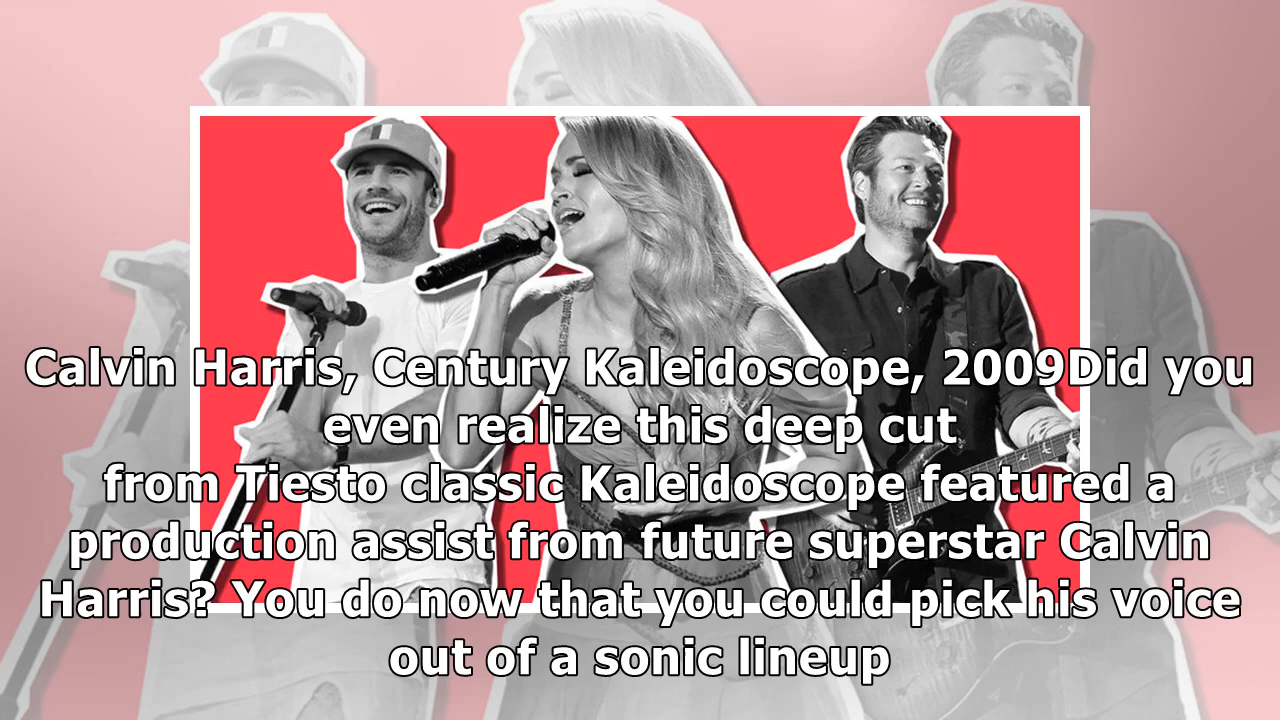 Calvin Harris, Century Kaleidoscope, 2009Did you
even realize this deep cut
from Tiesto classic Kaleidoscope featured a
production assist from future superstar Calvin
Harris? You do now that you could pick his voice
out of a sonic lineup